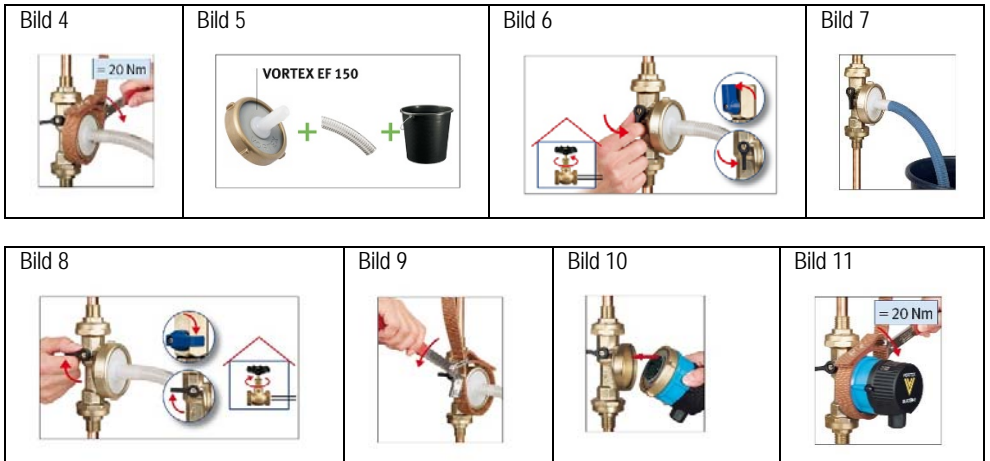 Bild 4
Bild 5
Bild 6
Bild 7
= 20 Nm
VORTEX EF 150
Bild 8
Bild 9
Bild 10
Bild 11
= 20 Nm